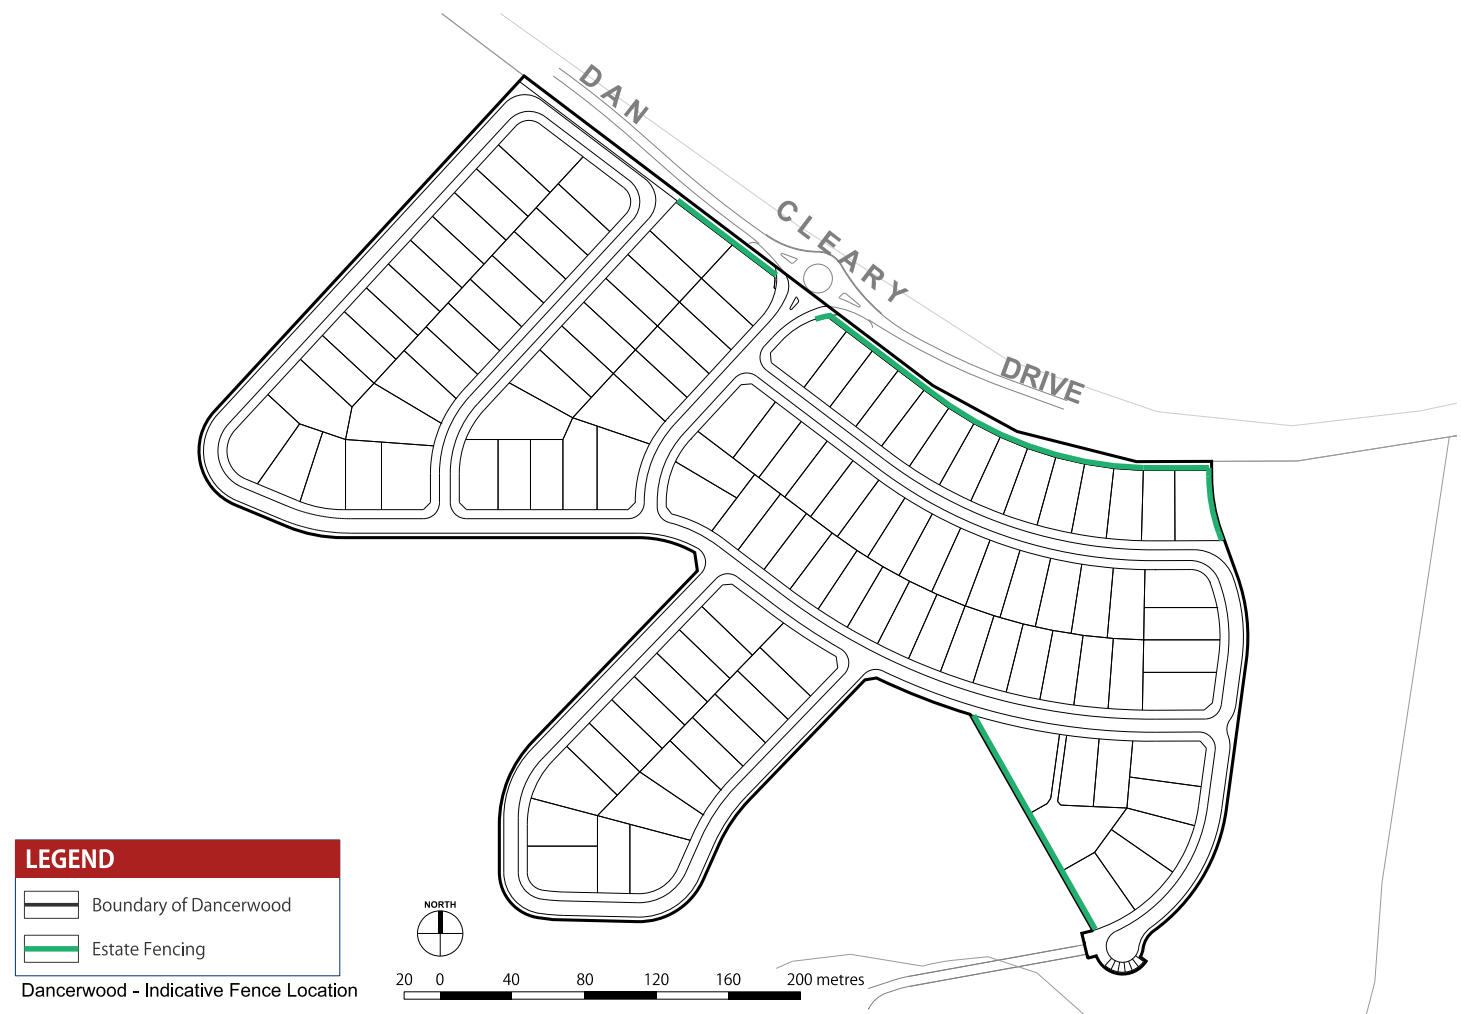 DAN
CLEARY
DRIVE
LEGEND
Boundary of Dancerwood
Estate Fencing
Dancerwood - Indicative Fence Location
NORTH
20 0 40 80 120 160 200 metres